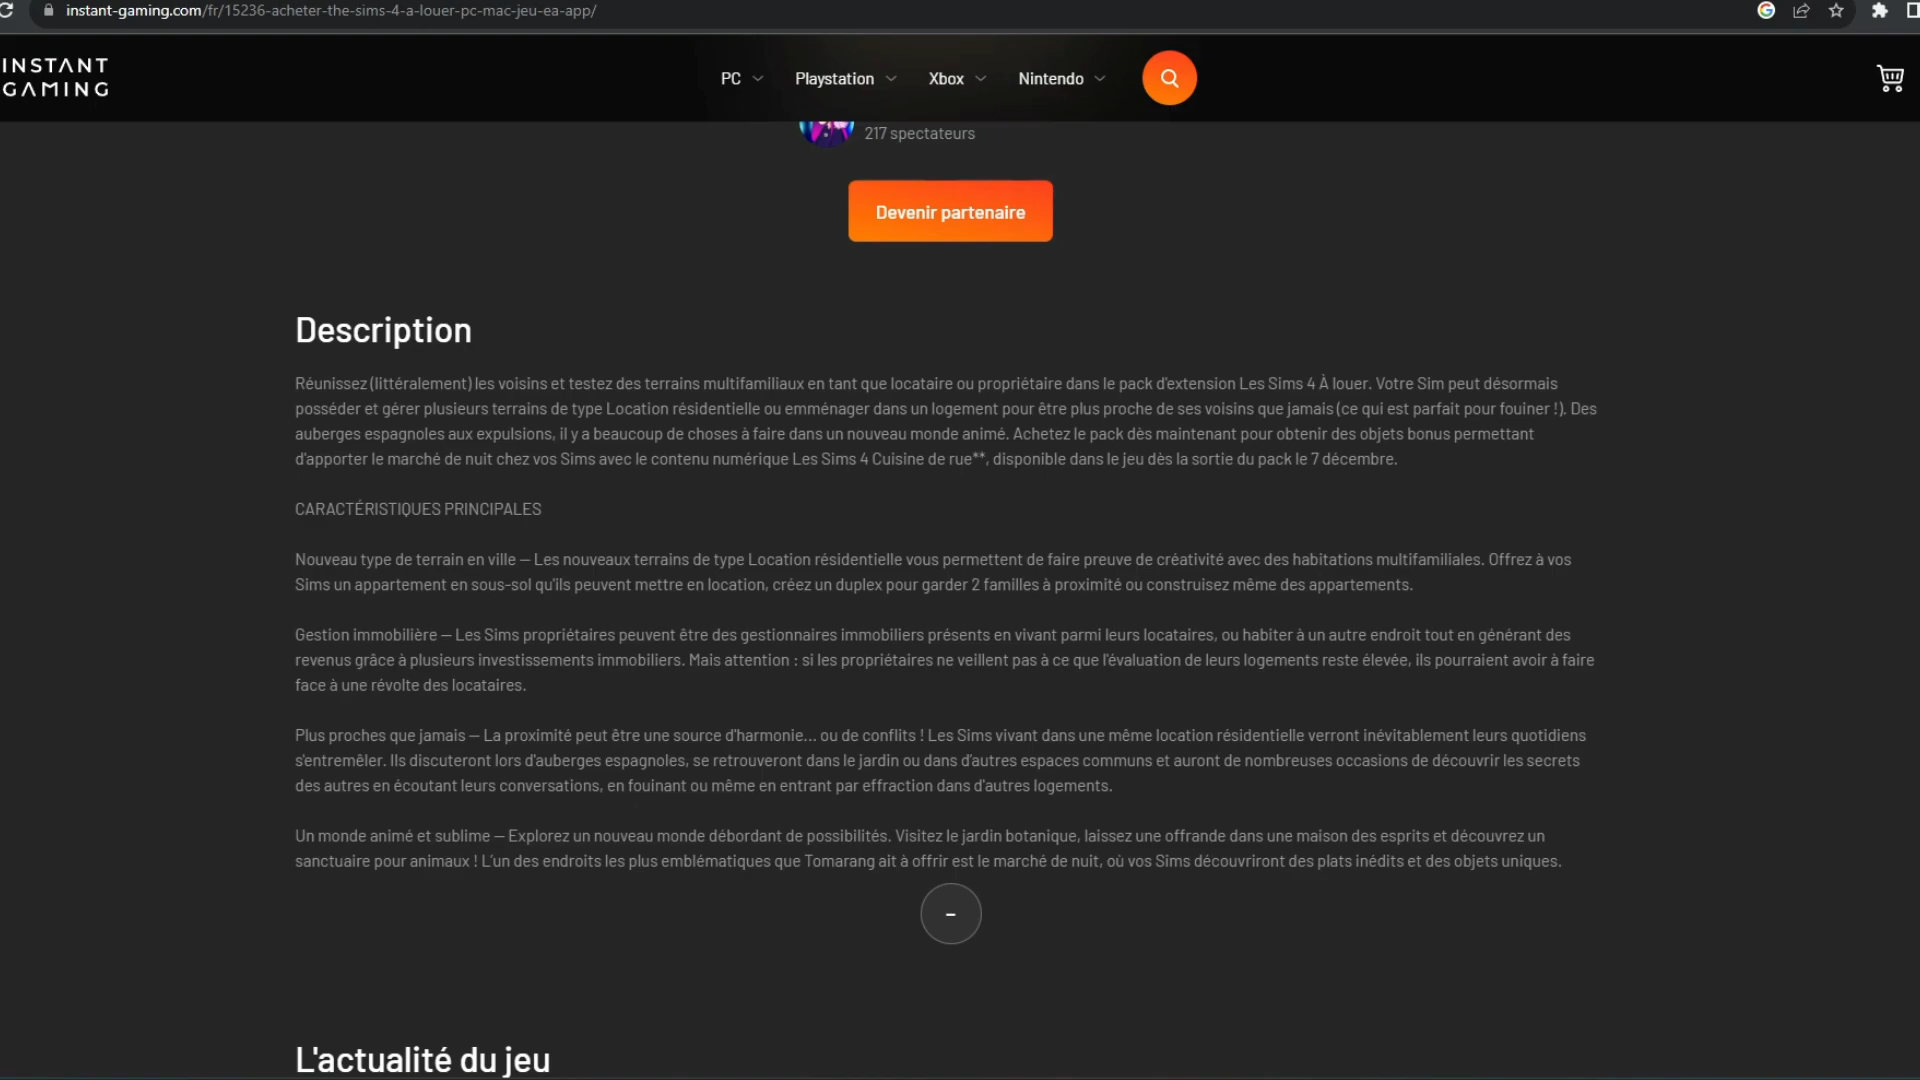 instant-gaming.com/fr/15236-acheter-the-sims-4-a-louer-pc-mac-jeu-ea-app/
INSTANT
GAMING
PC
Playstation
Xbox
Nintendo
217 spectateurs
Devenir partenaire
Description
Réunissez (littéralement) les voisins et testez des terrains multifamiliaux en tant que locataire ou propriétaire dans le pack d'extension Les Sims 4 À louer. Votre Sim peut désormais
posséder et gérer plusieurs terrains de type Location résidentielle ou emménager dans un logement pour être plus proche de ses voisins que jamais (ce qui est parfait pour fouiner !). Des
auberges espagnoles aux expulsions, il y a beaucoup de choses à faire dans un nouveau monde animé. Achetez le pack dès maintenant pour obtenir des objets bonus permettant
d'apporter le marché de nuit chez vos Sims avec le contenu numérique Les Sims 4 Cuisine de rue**, disponible dans le jeu dès la sortie du pack le 7 décembre.
CARACTÉRISTIQUES PRINCIPALES
Nouveau type de terrain en ville – Les nouveaux terrains de type Location résidentielle vous permettent de faire preuve de créativité avec des habitations multifamiliales. Offrez à vos
Sims un appartement en sous-sol qu'ils peuvent mettre en location, créez un duplex pour garder 2 familles à proximité ou construisez même des appartements.
Gestion immobilière – Les Sims propriétaires peuvent être des gestionnaires immobiliers présents en vivant parmi leurs locataires, ou habiter à un autre endroit tout en générant des
revenus grâce à plusieurs investissements immobiliers. Mais attention : si les propriétaires ne veillent pas à ce que l'évaluation de leurs logements reste élevée, ils pourraient avoir à faire
face à une révolte des locataires.
Plus proches que jamais – La proximité peut être une source d'harmonie... ou de conflits ! Les Sims vivant dans une même location résidentielle verront inévitablement leurs quotidiens
s'entremêler. Ils discuteront lors d'auberges espagnoles, se retrouveront dans le jardin ou dans d'autres espaces communs et auront de nombreuses occasions de découvrir les secrets
des autres en écoutant leurs conversations, en fouinant ou même en entrant par effraction dans d'autres logements.
Un monde animé et sublime – Explorez un nouveau monde débordant de possibilités. Visitez le jardin botanique, laissez une offrande dans une maison des esprits et découvrez un
sanctuaire pour animaux ! L'un des endroits les plus emblématiques que Tomarang ait à offrir est le marché de nuit, où vos Sims découvriront des plats inédits et des objets uniques.
-
L'actualité du jeu